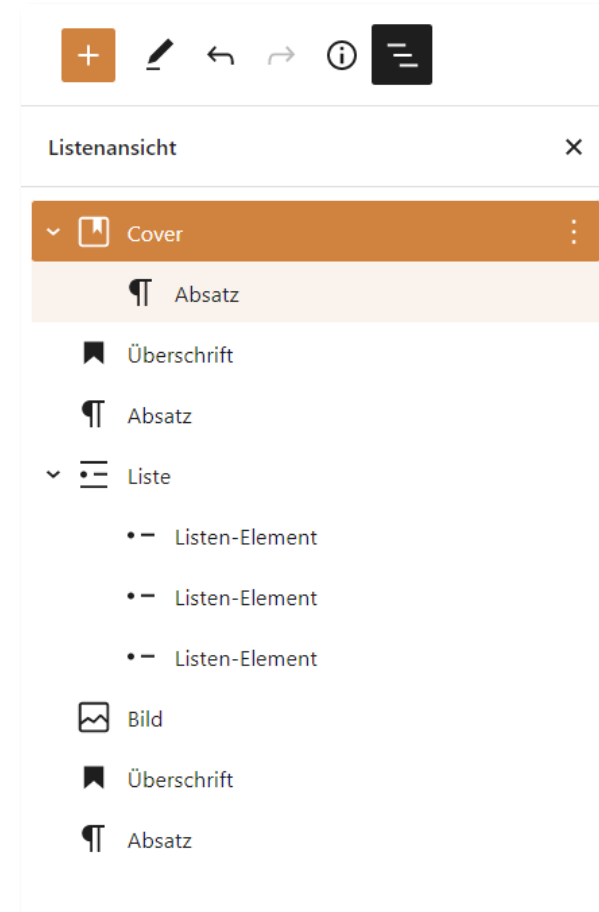 Listenansicht
Cover
Absatz
Überschrift
Absatz
Liste
Listen-Element
Listen-Element
Listen-Element
Bild
Überschrift
Absatz